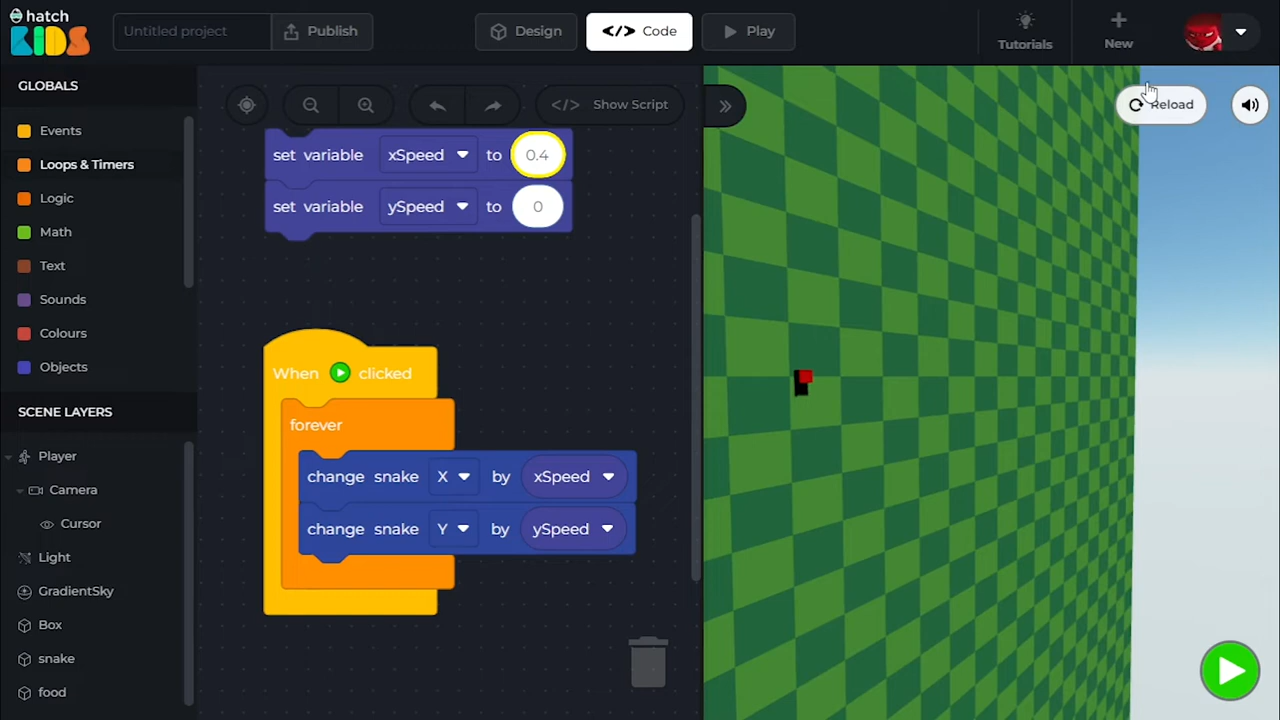 hatch
KIDS
Untitled project
Publish
Design
</> Code
Play
Tutorials
New
GLOBALS
Events
Loops & Timers
Logic
Math
Text
Sounds
Colours
Objects
SCENE LAYERS
Player
Camera
Cursor
Light
GradientSky
Box
snake
food
</> Show Script
set variable xSpeed to 0.4
set variable ySpeed to 0
When clicked
forever
change snake X by xSpeed
change snake Y by ySpeed
Reload